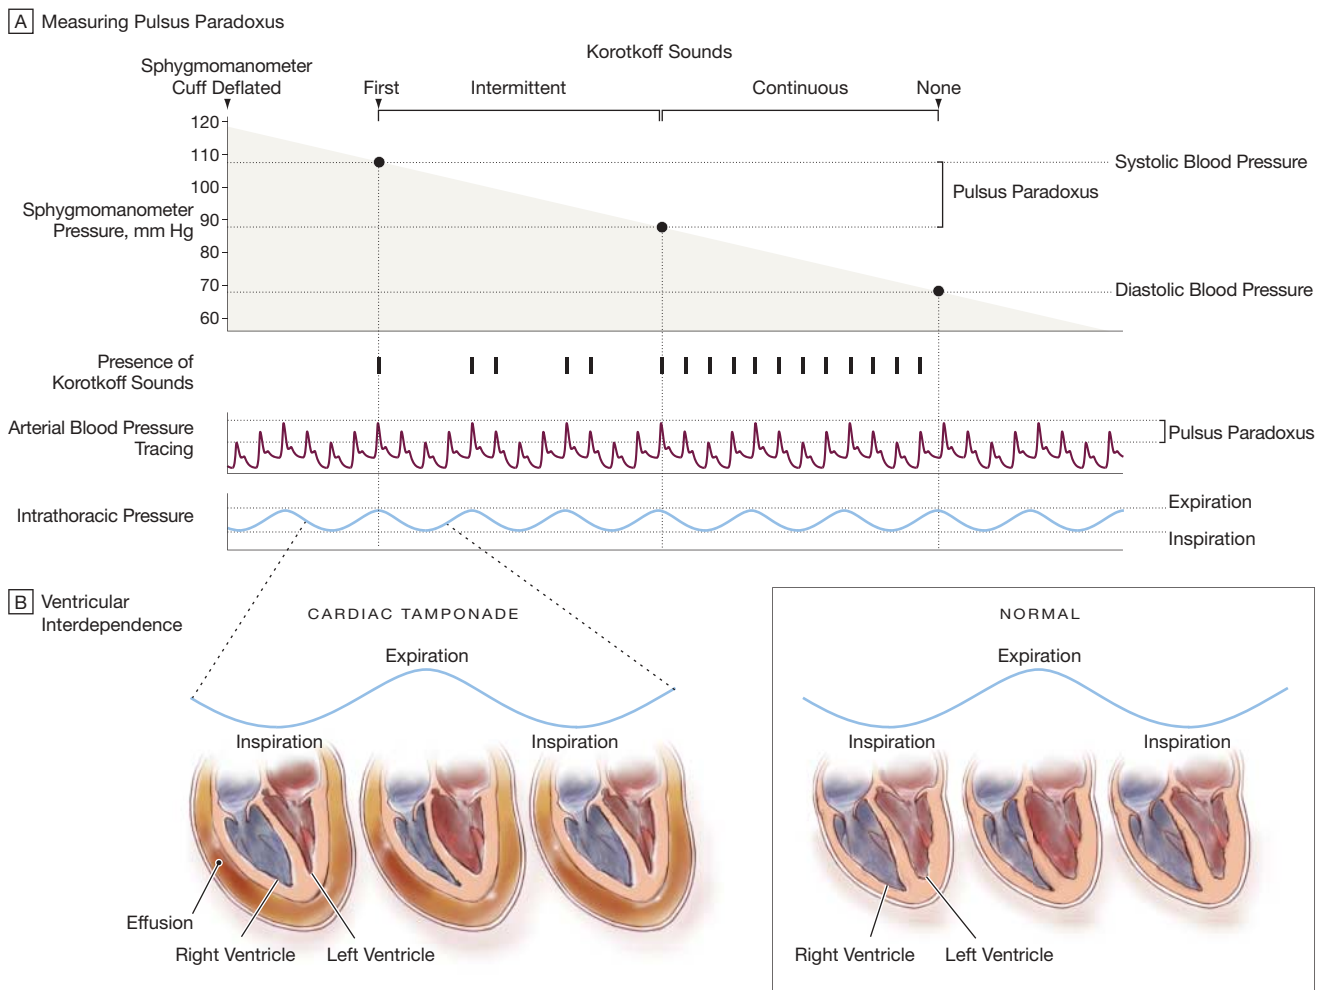 A Measuring Pulsus Paradoxus
Korotkoff Sounds
Sphygmomanometer
Cuff Deflated
First
Intermittent
Continuous
None
120
110
100
90
80
70
60
Sphygmomanometer
Pressure, mm Hg
Systolic Blood Pressure
Pulsus Paradoxus
Diastolic Blood Pressure
Presence of
Korotkoff Sounds
Arterial Blood Pressure
Tracing
Pulsus Paradoxus
Intrathoracic Pressure
Expiration
Inspiration
B Ventricular
Interdependence
CARDIAC TAMPONADE
Expiration
Inspiration
Inspiration
Effusion
Right Ventricle
Left Ventricle
NORMAL
Expiration
Inspiration
Inspiration
Right Ventricle
Left Ventricle